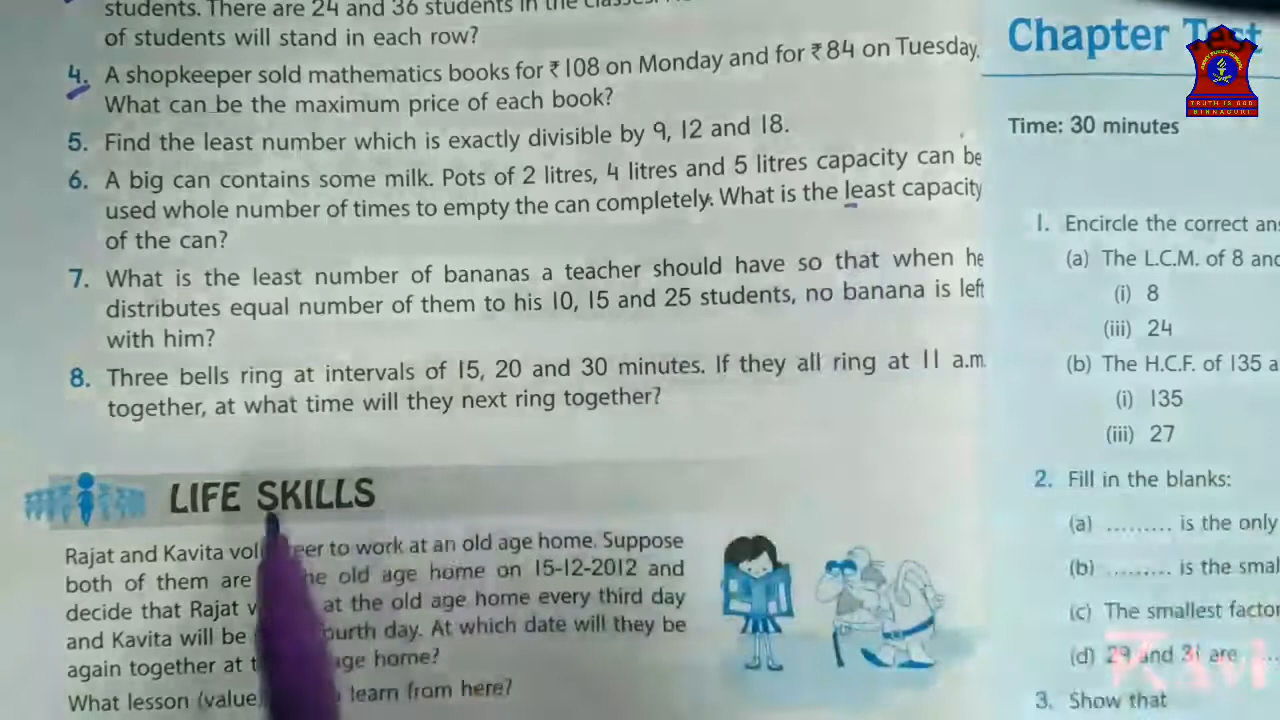 students. There are 24 and 36 students in the
of students will stand in each row?
4. A shopkeeper sold mathematics books for ₹108 on Monday and for ₹84 on Tuesday.
What can be the maximum price of each book?
5. Find the least number which is exactly divisible by 9, 12 and 18.
6. A big can contains some milk. Pots of 2 litres, 4 litres and 5 litres capacity can be
used whole number of times to empty the can completely. What is the least capacity
of the can?
7. What is the least number of bananas a teacher should have so that when he
distributes equal number of them to his 10, 15 and 25 students, no banana is left
with him?
8. Three bells ring at intervals of 15, 20 and 30 minutes. If they all ring at 11 a.m.
together, at what time will they next ring together?
LIFE SKILLS
Rajat and Kavita to work at an old age home. Suppose
both of them are old age home on 15-12-2012 and
decide that Rajat at the old age home every third day
and Kavita will be day. At which date will they be
again together at age home?
What lesson (value) learn from here?
Chapter Test
TRUTH IS GOD
BINNAGURI
Time: 30 minutes
1. Encircle the correct
(a) The L.C.M. of 8 and
(i) 8
(iii) 24
(b) The H.C.F. of 135
(i) 135
(iii) 27
2. Fill in the blanks:
(a) ......... is the only
(b) ......... is the
(c) The smallest
(d) 29 and 31 are
3. Show that